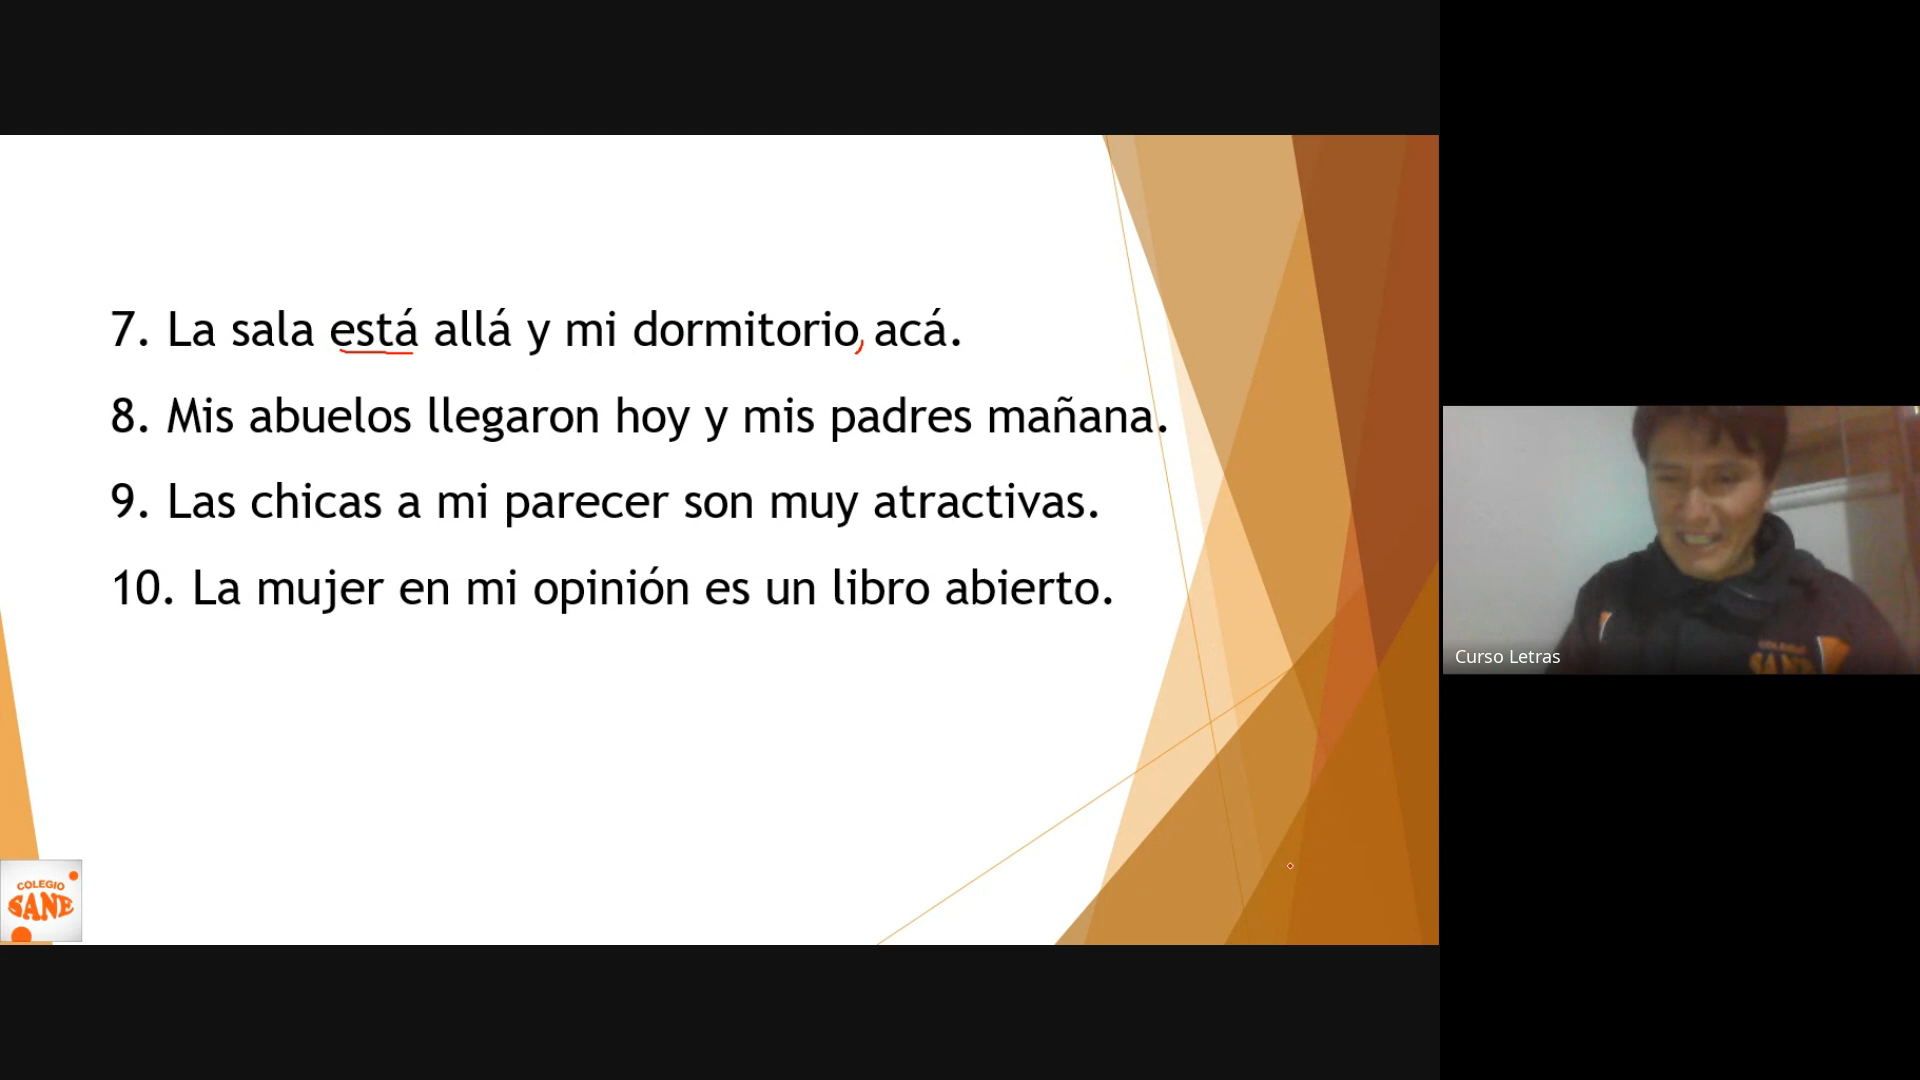 7. La sala está allá y mi dormitorio, acá.
8. Mis abuelos llegaron hoy y mis padres mañana.
9. Las chicas a mi parecer son muy atractivas.
10. La mujer en mi opinión es un libro abierto.
COLEGIO
SANE
Curso Letras
COLEGIO
SANE